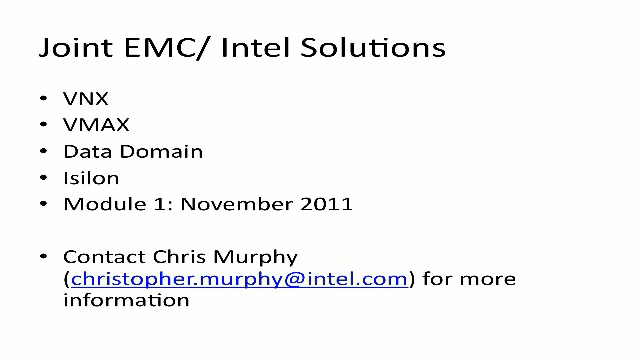 Joint EMC/ Intel Solutions
• VNX
• VMAX
• Data Domain
• Isilon
• Module 1: November 2011
• Contact Chris Murphy
(christopher.murphy@intel.com) for more
information